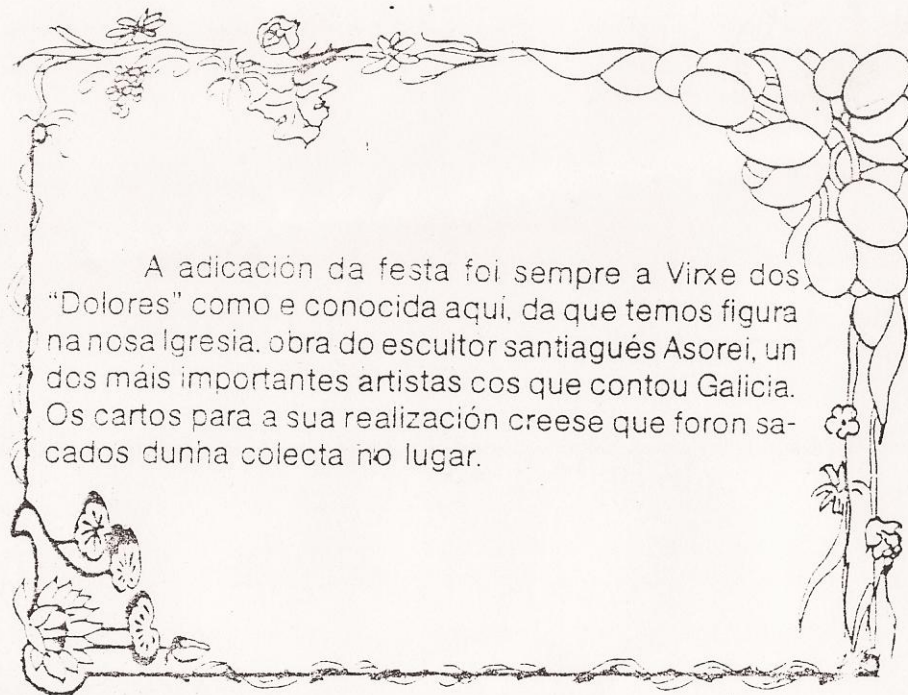 A adicación da festa foi sempre a Virxe dos
“Dolores” como e conocida aquí, da que temos figura
na nosa Igresia. obra do escultor santiagués Asorei, un
dos máis importantes artistas cos que contou Galicia.
Os cartos para a sua realización creese que foron sa-
cados dunha colecta no lugar.